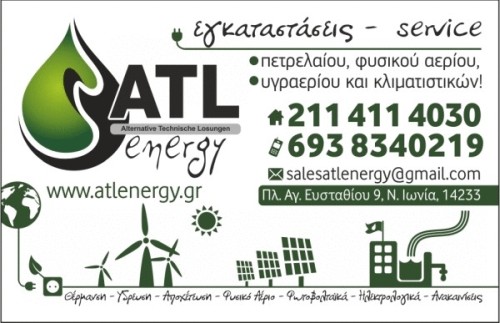 εγκαταστάσεις - service
• πετρελαίου, φυσικού αερίου,
• υγραερίου και κλιματιστικών!
ATL
Alternative Technische Losungen
energy
211 411 4030
693 8340219
salesatlenergy@gmail.com
www.atlenergy.gr
Πλ. Αγ. Ευσταθίου 9, Ν. Ιωνία, 14233
Θέρμανση - Ύδρευση - Αποχέτευση - Φυσικό Αέριο - Φωτοβολταϊκά - Ηλεκτρολογικά - Ανακαινίσεις